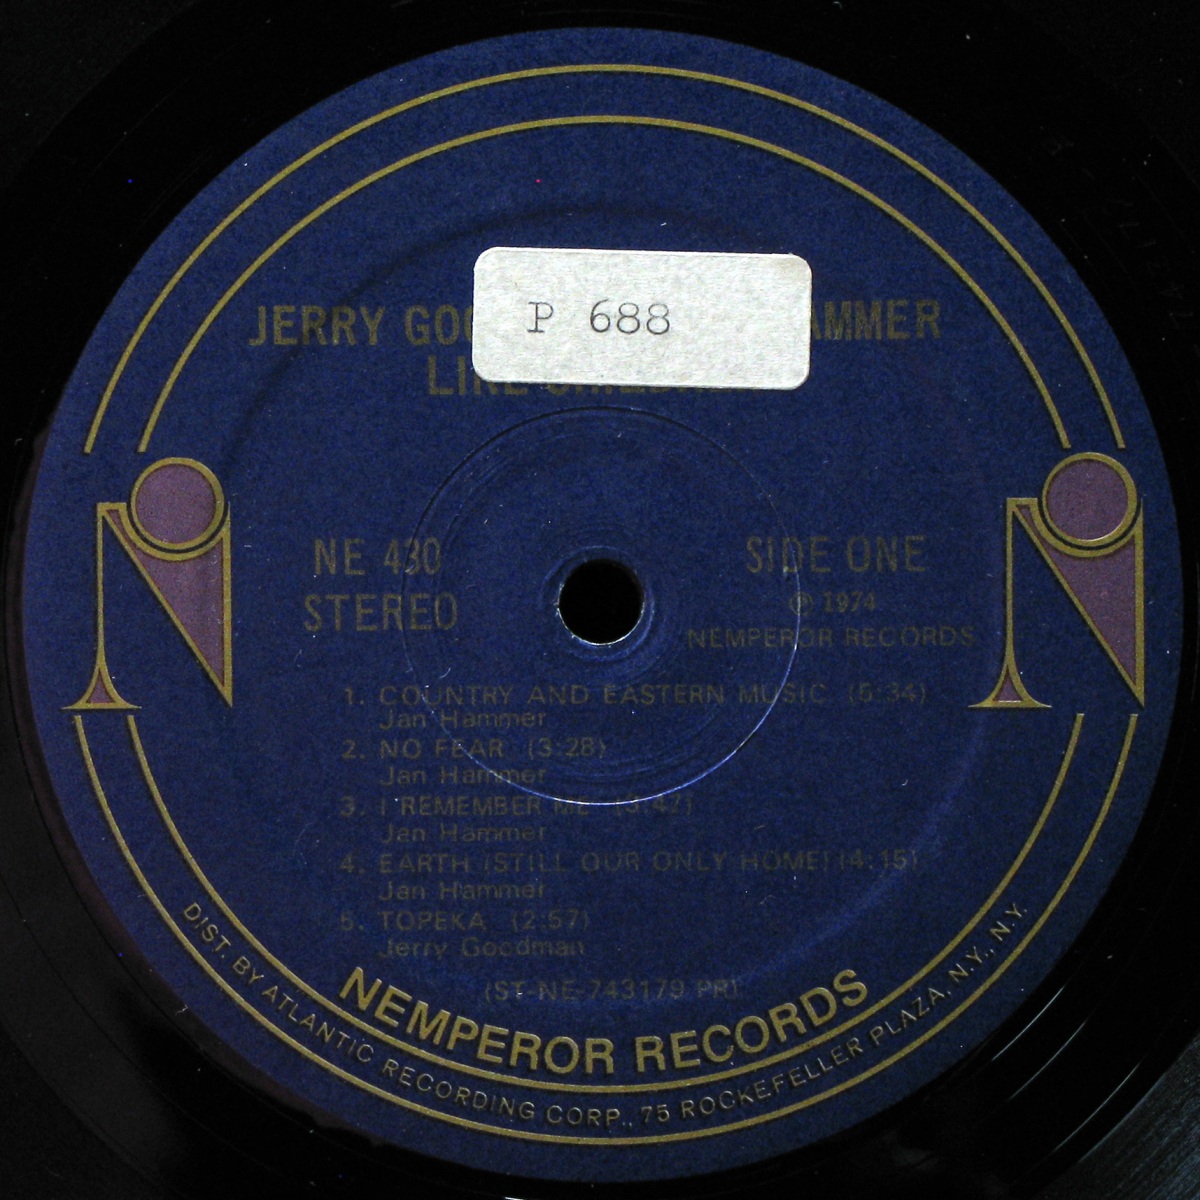 P 688
JERRY GOO AMMER
LIKE
NE 430
STEREO
SIDE ONE
℗ 1974
NEMPEROR RECORDS
1. COUNTRY AND EASTERN MUSIC (5:34)
Jan Hammer
2. NO FEAR (3:28)
Jan Hammer
3. I REMEMBER ME (3:47)
Jan Hammer
4. EARTH (STILL OUR ONLY HOME) (4:15)
Jan Hammer
5. TOPEKA (2:57)
Jerry Goodman
(ST-NE-743179 PR)
NEMPEROR RECORDS
DIST. BY ATLANTIC RECORDING CORP., 75 ROCKEFELLER PLAZA, N.Y., N.Y.